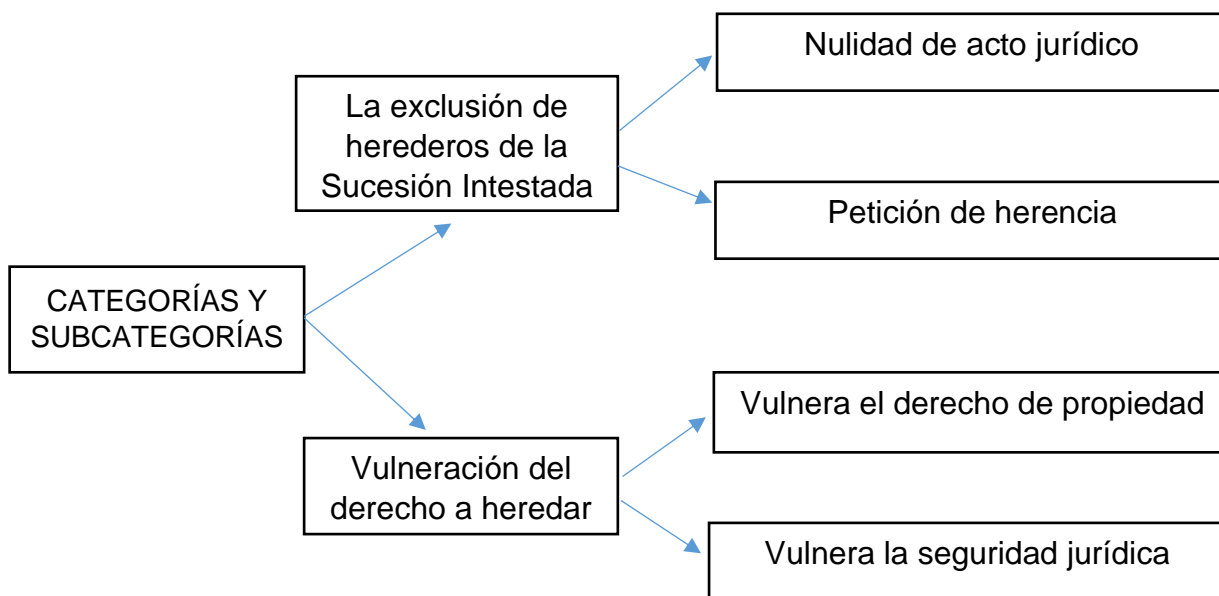 Nulidad de acto jurídico
La exclusión de
herederos de la
Sucesión Intestada
Petición de herencia
CATEGORÍAS Y
SUBCATEGORÍAS
Vulnera el derecho de propiedad
Vulneración del
derecho a heredar
Vulnera la seguridad jurídica